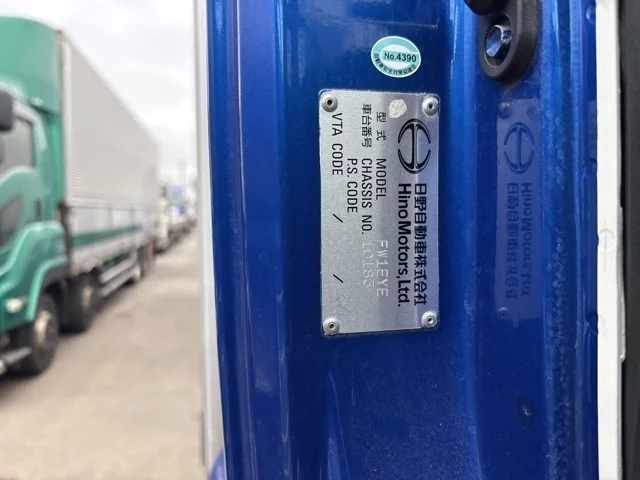 No.4390
日野自動車株式会社
HinoMotors,Ltd.
型式 MODEL FW1EYE
車台番号 CHASSIS NO. 10183
P.S. CODE /
VTA CODE /